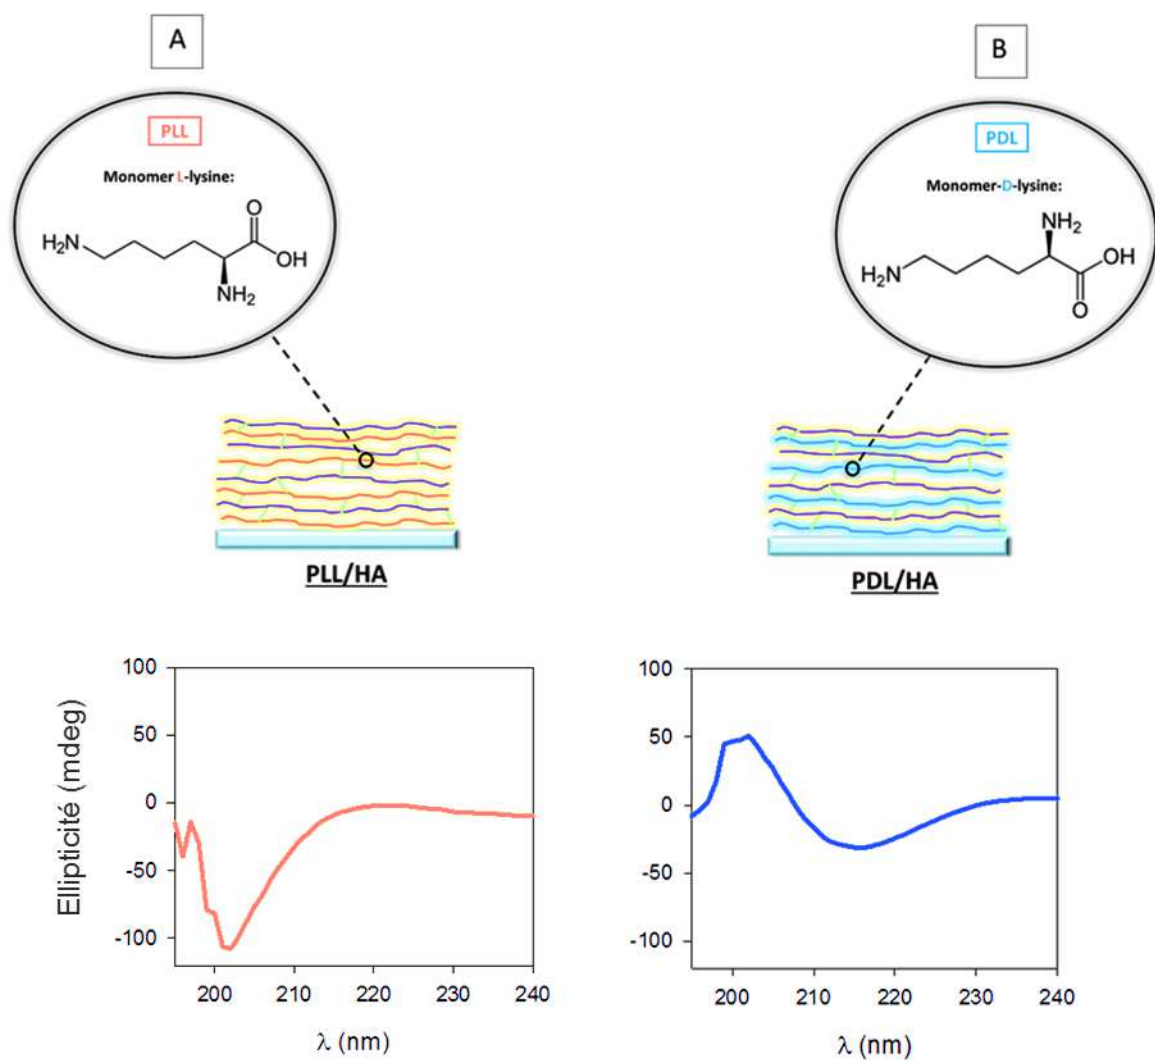 A
PLL
Monomer L-lysine:
O
H₂N
OH
NH₂
PLL/HA
B
PDL
Monomer-D-lysine:
NH₂
OH
H₂N
O
PDL/HA
Ellipticité (mdeg)
100
50
0
-50
-100
200 210 220 230 240
λ (nm)
100
50
0
-50
-100
200 210 220 230 240
λ (nm)